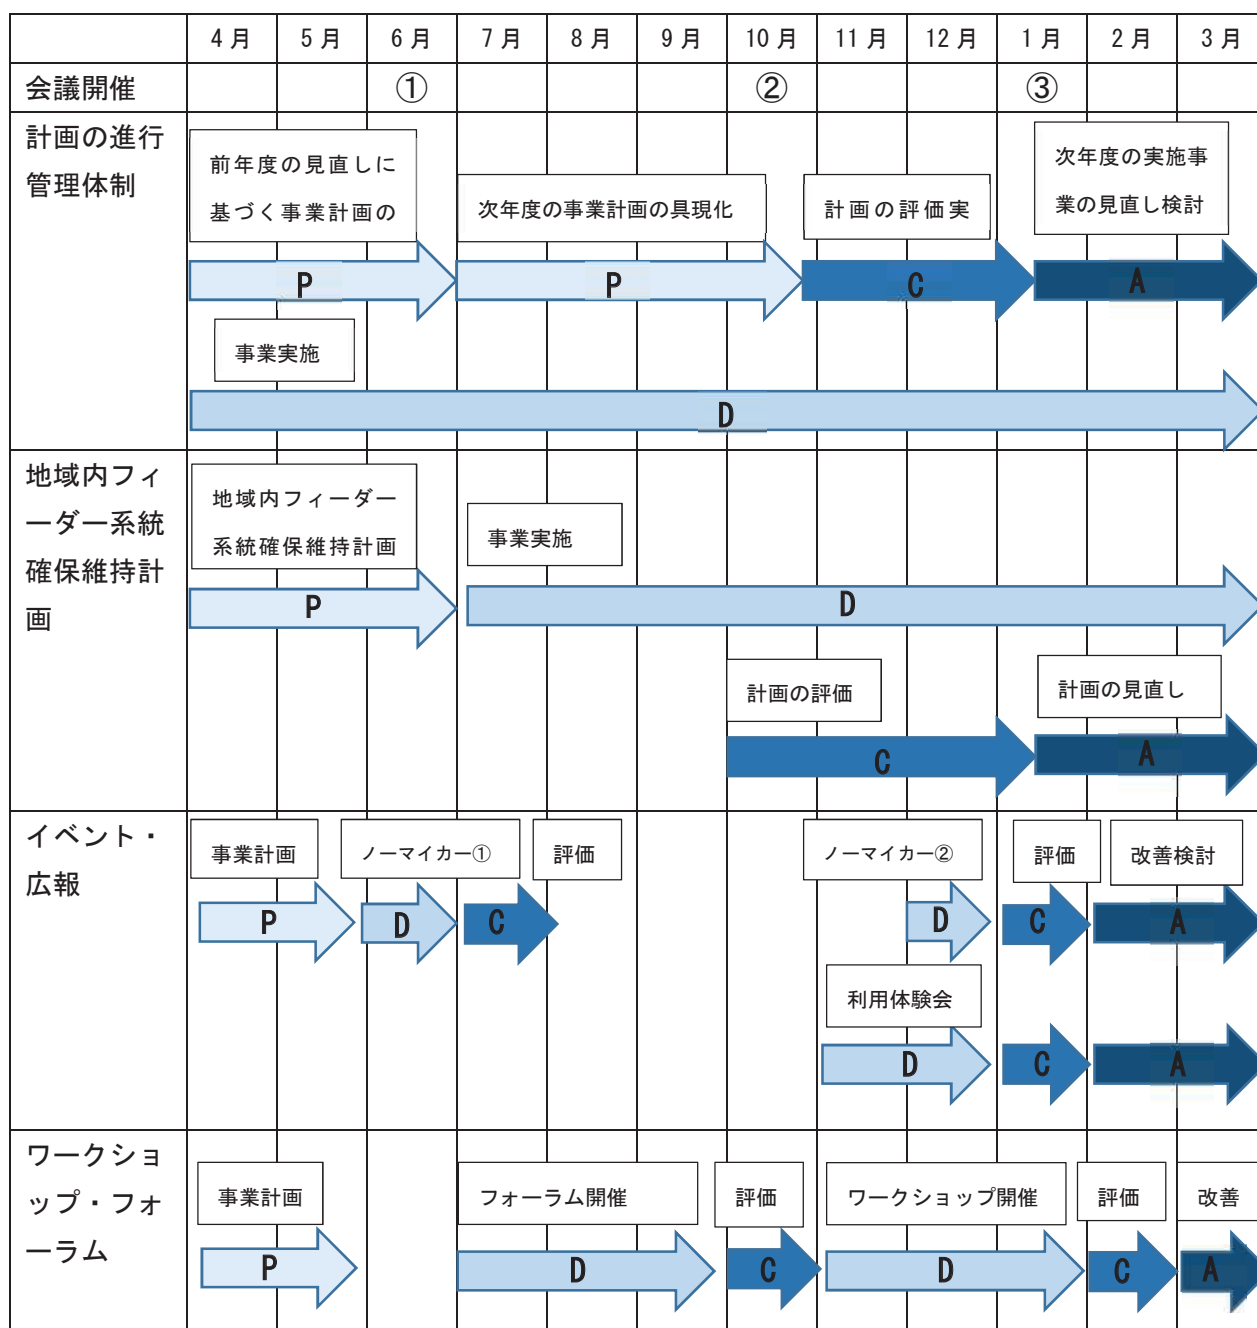 4月 5月 6月 7月 8月 9月 10月 11月 12月 1月 2月 3月
会議開催 ① ② ③
計画の進行
管理体制
前年度の見直しに
基づく事業計画の
次年度の事業計画の具現化
計画の評価実
次年度の実施事
業の見直し検討
P P C A
事業実施
D
地域内フィ
ーダー系統
確保維持計
画
地域内フィーダー
系統確保維持計画
事業実施
P D
計画の評価 計画の見直し
C A
イベント・
広報
事業計画 ノーマイカー① 評価 ノーマイカー② 評価 改善検討
P D C D C A
利用体験会
D C A
ワークショ
ップ・フォ
ーラム
事業計画 フォーラム開催 評価 ワークショップ開催 評価 改善
P D C D C A